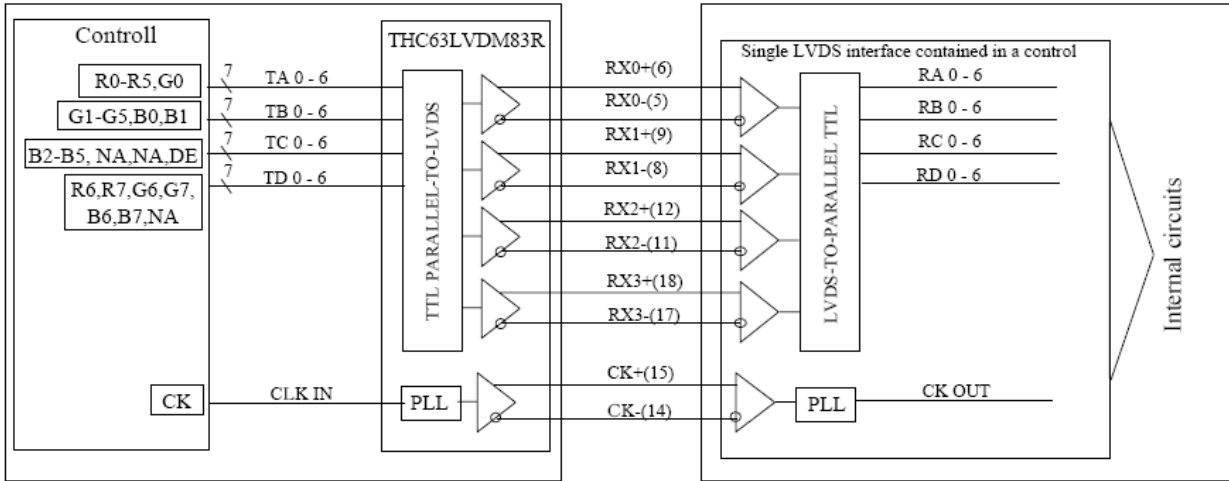 Controll
R0-R5,G0
G1-G5,B0,B1
B2-B5, NA,NA,DE
R6,R7,G6,G7,
B6,B7,NA
CK
7
TA 0 - 6
7
TB 0 - 6
7
TC 0 - 6
7
TD 0 - 6
CLK IN
THC63LVDM83R
TTL PARALLEL-TO-LVDS
PLL
RX0+(6)
RX0-(5)
RX1+(9)
RX1-(8)
RX2+(12)
RX2-(11)
RX3+(18)
RX3-(17)
CK+(15)
CK-(14)
Single LVDS interface contained in a control
LVDS-TO-PARALLEL TTL
PLL
RA 0 - 6
RB 0 - 6
RC 0 - 6
RD 0 - 6
CK OUT
Internal circuits